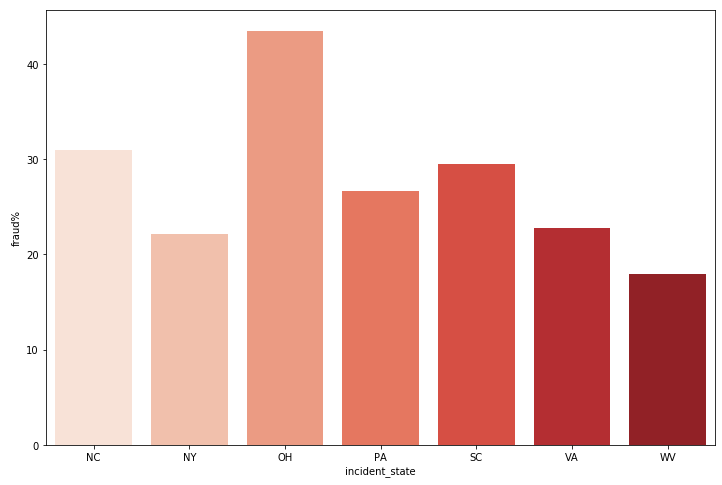 fraud%
40
30
20
10
0
NC NY OH PA SC VA WV
incident_state